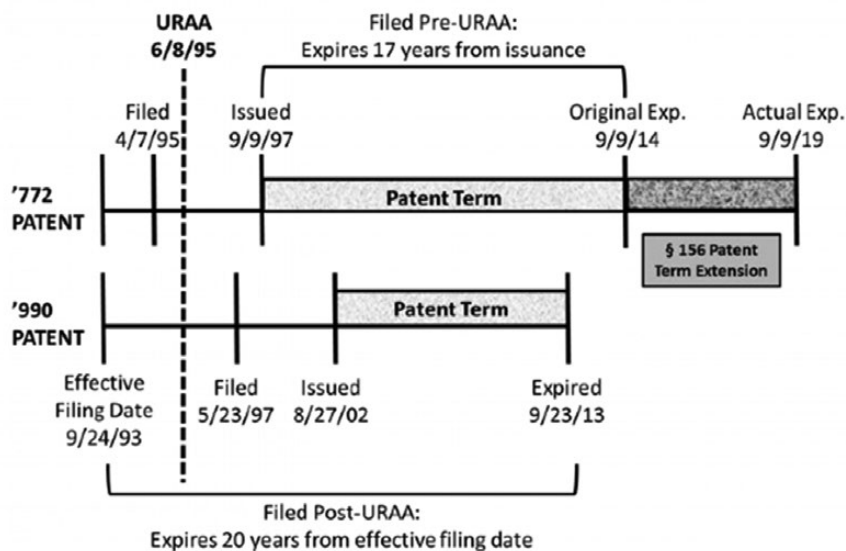 URAA
6/8/95
Filed Pre-URAA:
Expires 17 years from issuance
Filed
4/7/95
Issued
9/9/97
Original Exp.
9/9/14
Actual Exp.
9/9/19
'772
PATENT
Patent Term
§ 156 Patent
Term Extension
'990
PATENT
Patent Term
Effective
Filing Date
9/24/93
Filed
5/23/97
Issued
8/27/02
Expired
9/23/13
Filed Post-URAA:
Expires 20 years from effective filing date